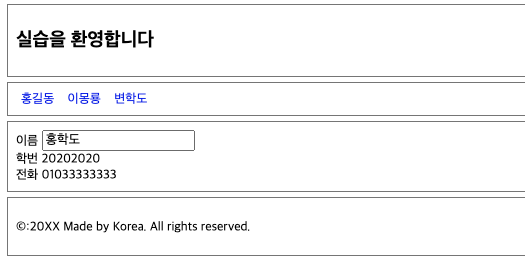 실습을 환영합니다
홍길동 이몽룡 변학도
이름 홍학도
학번 20202020
전화 01033333333
©:20XX Made by Korea. All rights reserved.